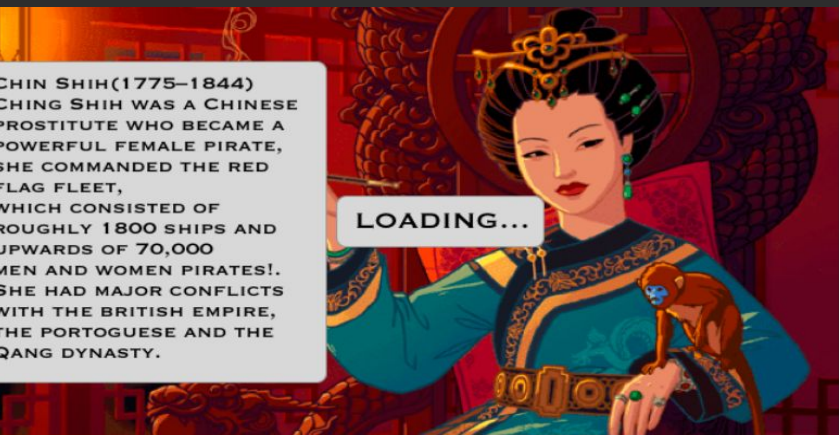 Chin Shih(1775–1844)
Ching Shih was a Chinese
prostitute who became a
powerful female pirate,
she commanded the red
flag fleet,
which consisted of
roughly 1800 ships and
upwards of 70,000
men and women pirates!.
She had major conflicts
with the british empire,
the portoguese and the
Qang dynasty.
LOADING...